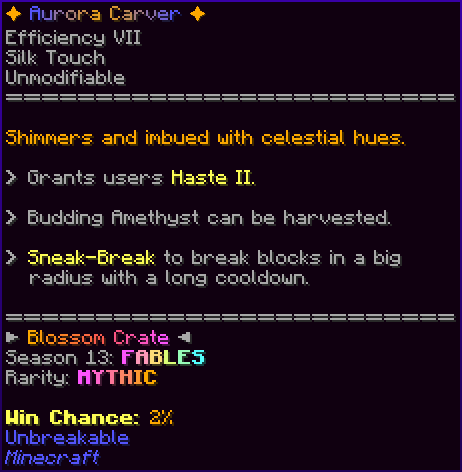 ✦ Aurora Carver ✦
Efficiency VII
Silk Touch
Unmodifiable
==================================
Shimmers and imbued with celestial hues.
> Grants users Haste II.
> Budding Amethyst can be harvested.
> Sneak-Break to break blocks in a big
radius with a long cooldown.
==================================
► Blossom Crate ◄
Season 13: FABLES
Rarity: MYTHIC
Win Chance: 2%
Unbreakable
Minecraft